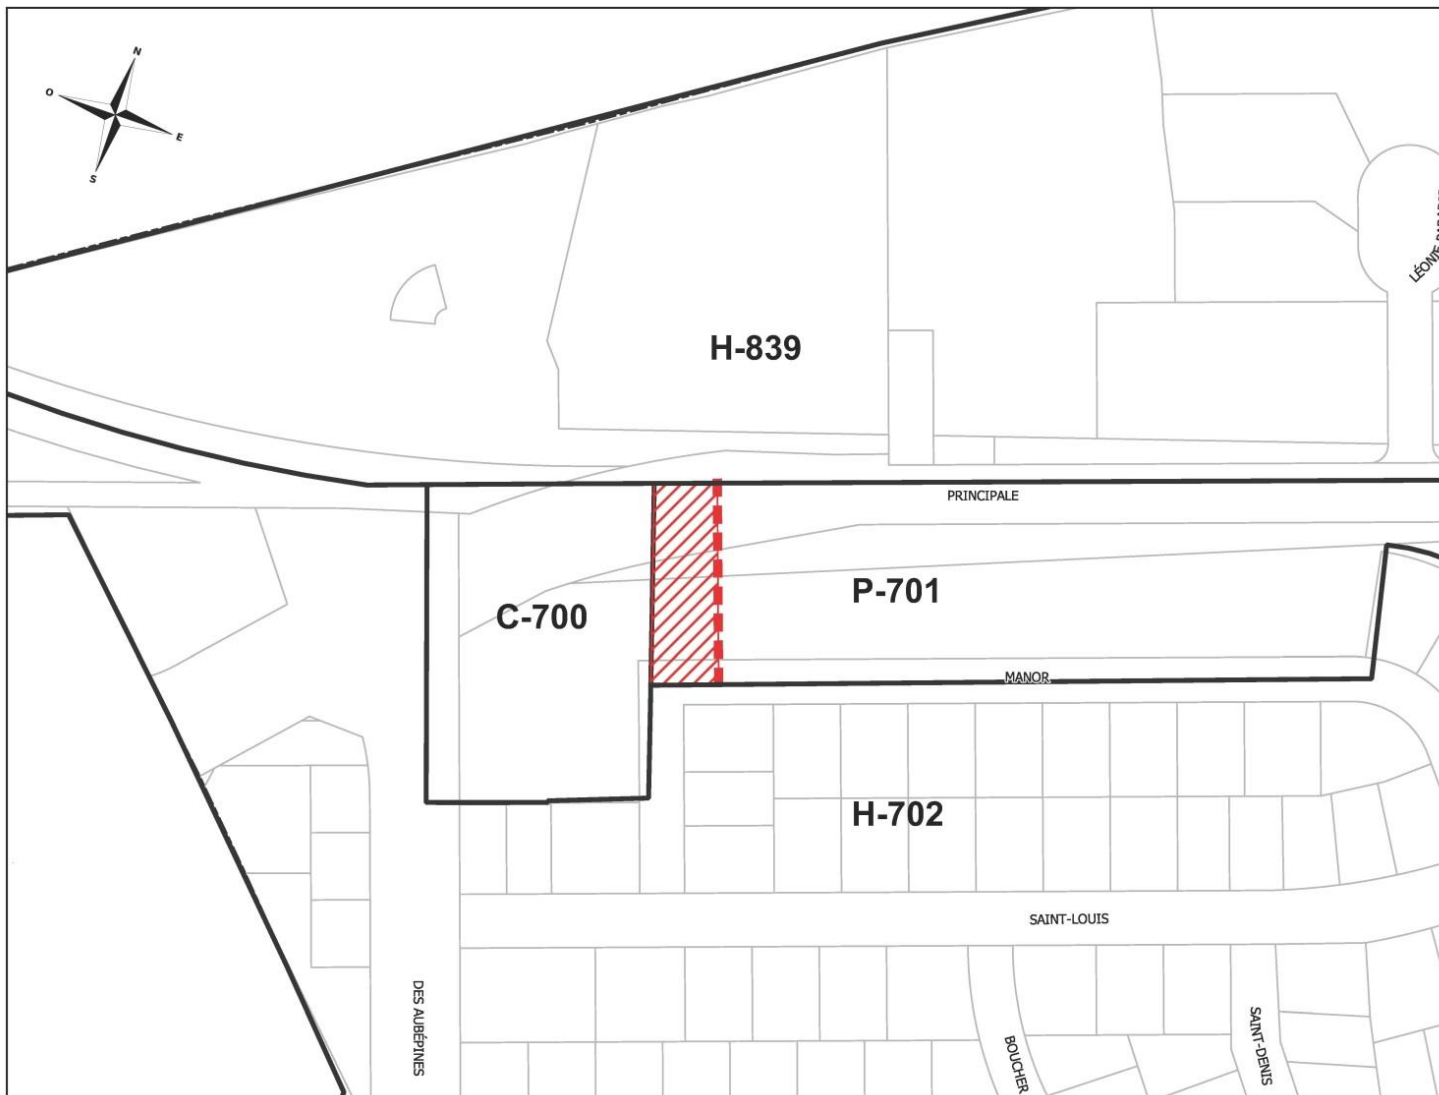 N
O
E
S
H-839
PRINCIPALE
P-701
C-700
MANOR
H-702
SAINT-LOUIS
DES AUBÉPINES
BOUCHER
SAINT-DENIS